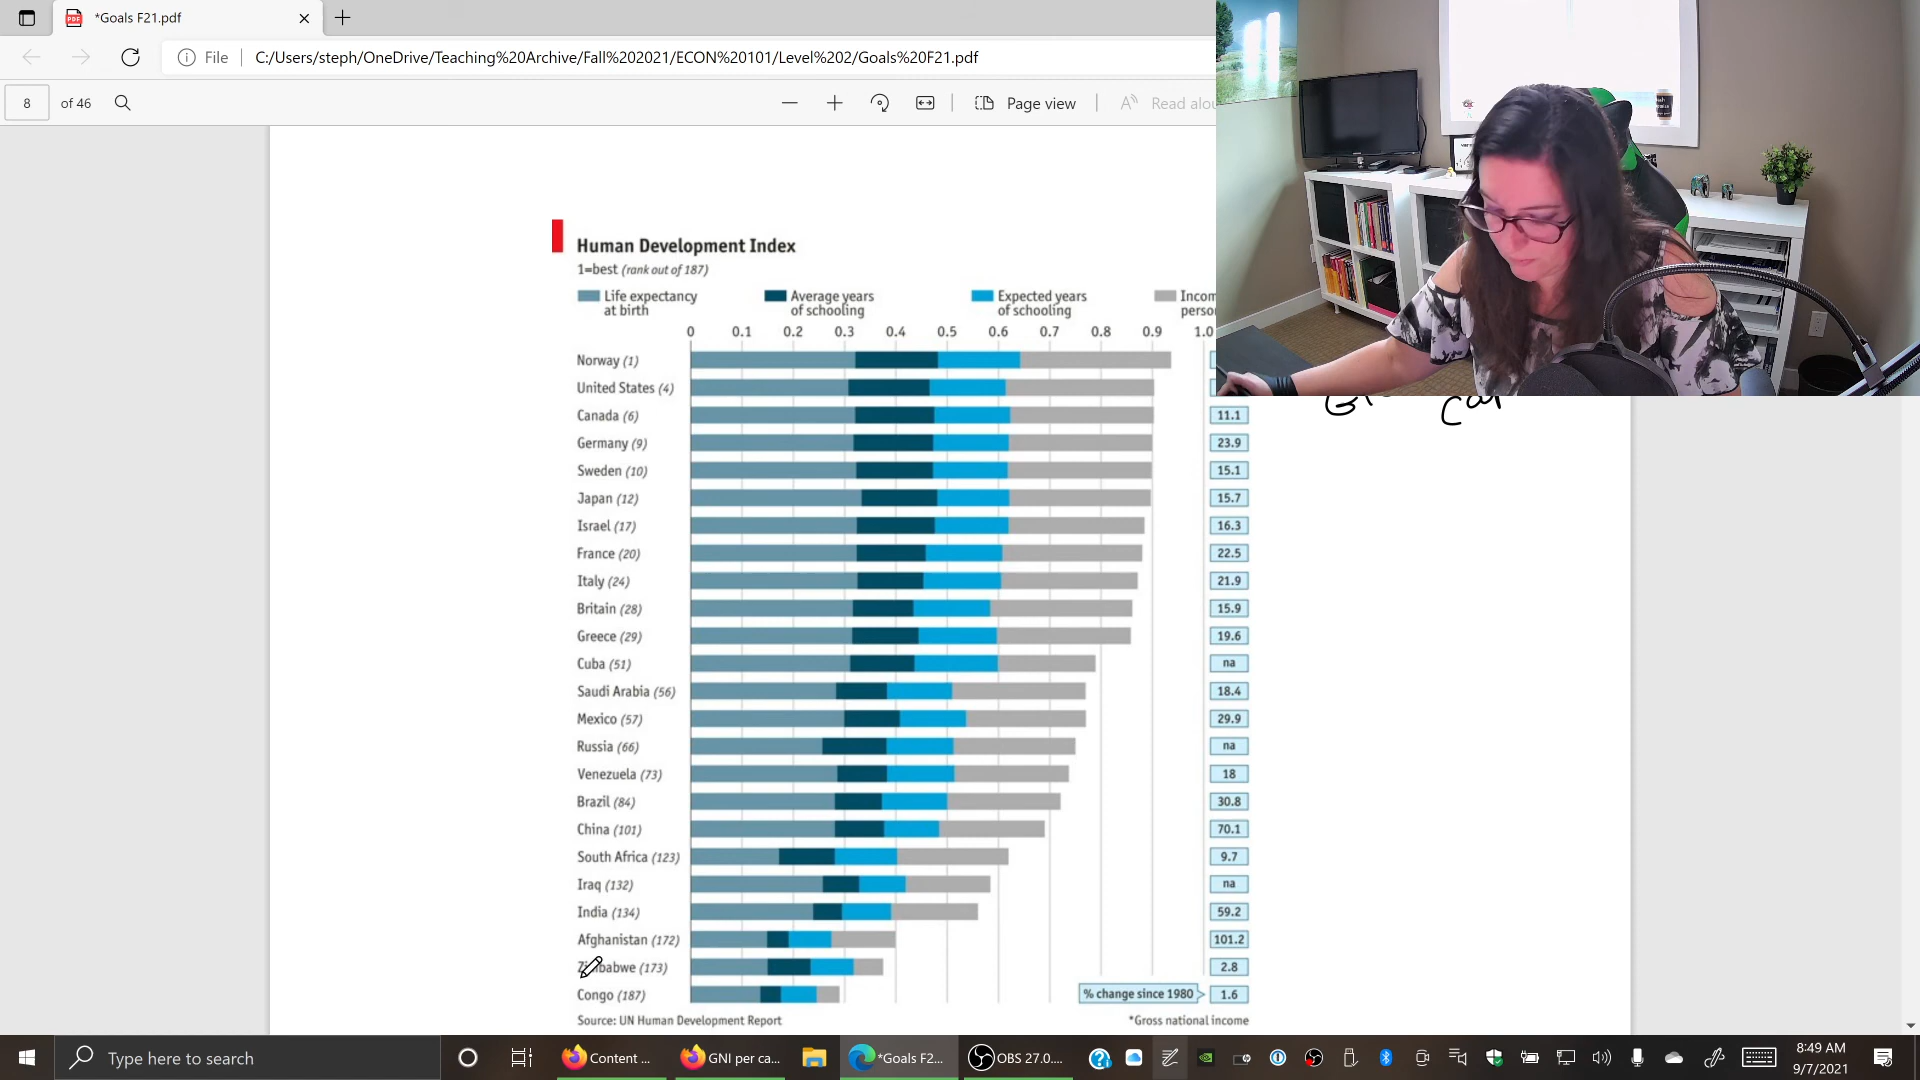 *Goals F21.pdf
File C:/Users/steph/OneDrive/Teaching%20Archive/Fall%202021/ECON%20101/Level%202/Goals%20F21.pdf
8 of 46 Page view Read alou
Human Development Index
1=best (rank out of 187)
Life expectancy at birth
Average years of schooling
Expected years of schooling
Incom
perso
0 0.1 0.2 0.3 0.4 0.5 0.6 0.7 0.8 0.9 1.0
Norway (1)
United States (4)
Canada (6) 11.1
Germany (9) 23.9
Sweden (10) 15.1
Japan (12) 15.7
Israel (17) 16.3
France (20) 22.5
Italy (24) 21.9
Britain (28) 15.9
Greece (29) 19.6
Cuba (51) na
Saudi Arabia (56) 18.4
Mexico (57) 29.9
Russia (66) na
Venezuela (73) 18
Brazil (84) 30.8
China (101) 70.1
South Africa (123) 9.7
Iraq (132) na
India (134) 59.2
Afghanistan (172) 101.2
Zimbabwe (173) 2.8
Congo (187) % change since 1980 1.6
Source: UN Human Development Report *Gross national income
Type here to search Content ... GNI per ca... *Goals F2... OBS 27.0.... 8:49 AM
9/7/2021